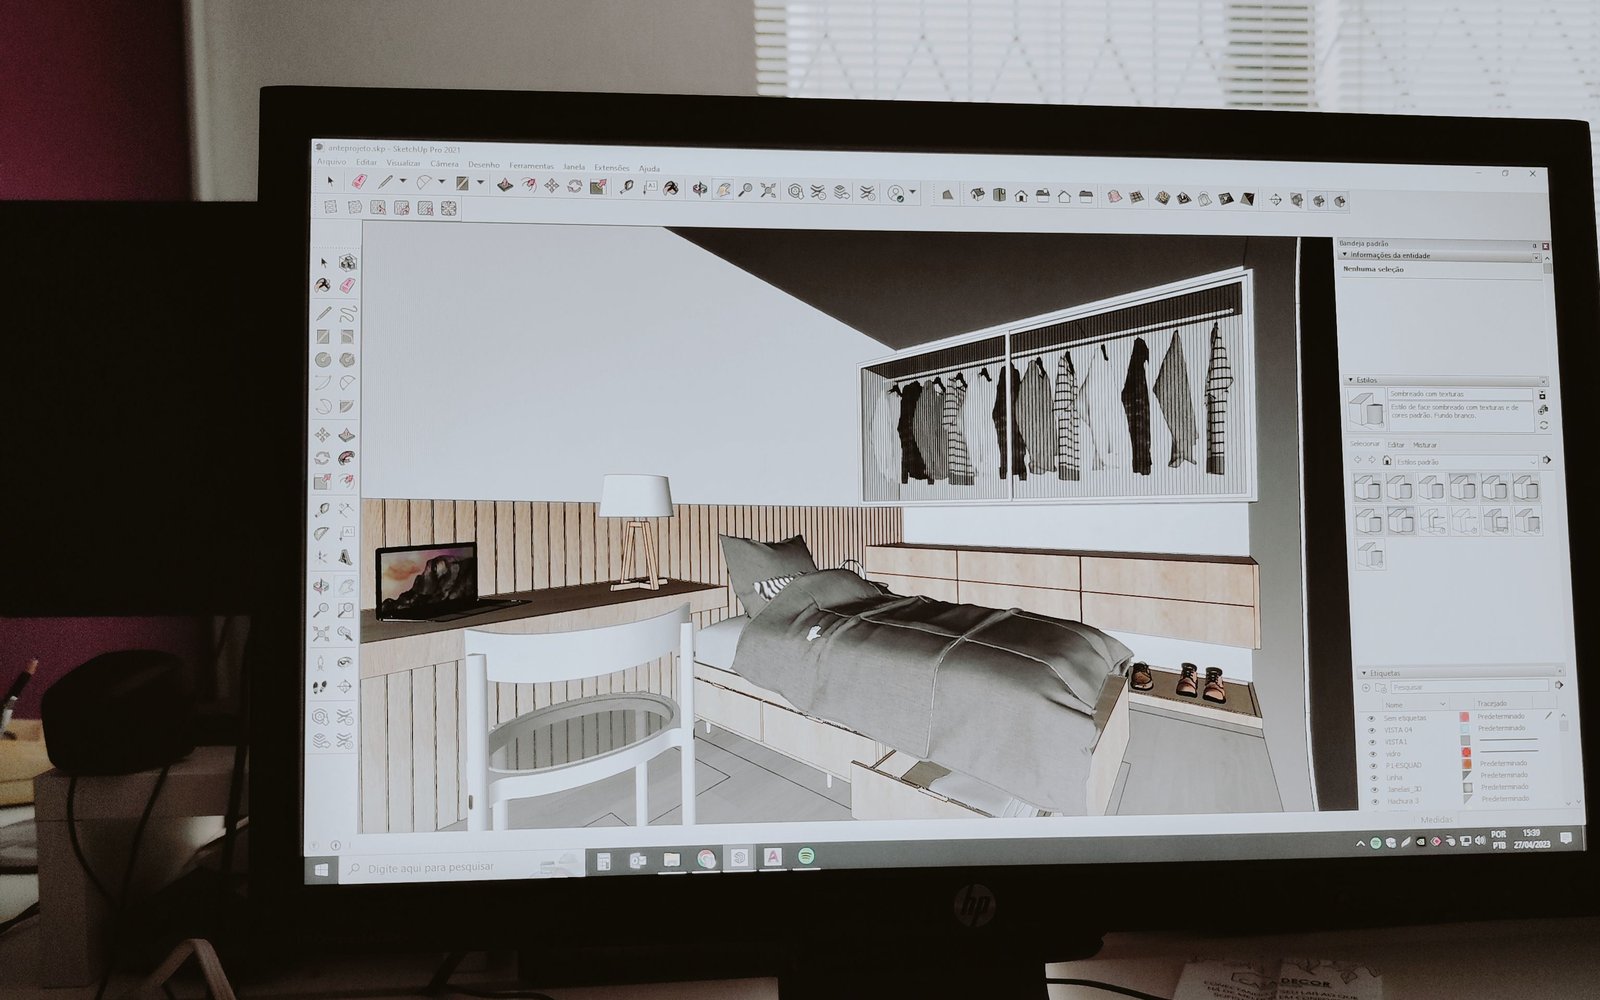 anteprojeto.skp - SketchUp Pro 2021
Arquivo Editar Visualizar Câmera Desenho Ferramentas Janela Extensões Ajuda
Bandeja padrão
Informações da entidade
Nenhuma seleção
Estilos
Sombreado com texturas
Estilo de face sombreado com texturas e de
cores padrão. Fundo branco.
Selecionar Editar Misturar
Estilos padrão
Etiquetas
Pesquisar
Nome Tracejado
Sem etiquetas Predeterminado
VISTA 04 Predeterminado
VISTA1
vidro
P1-ESQUAD Predeterminado
Linha Predeterminado
Janelas_3D Predeterminado
Hachura 3 Predeterminado
Medidas
Digite aqui para pesquisar
POR
PTB
15:39
27/04/2023
hp
DECOR